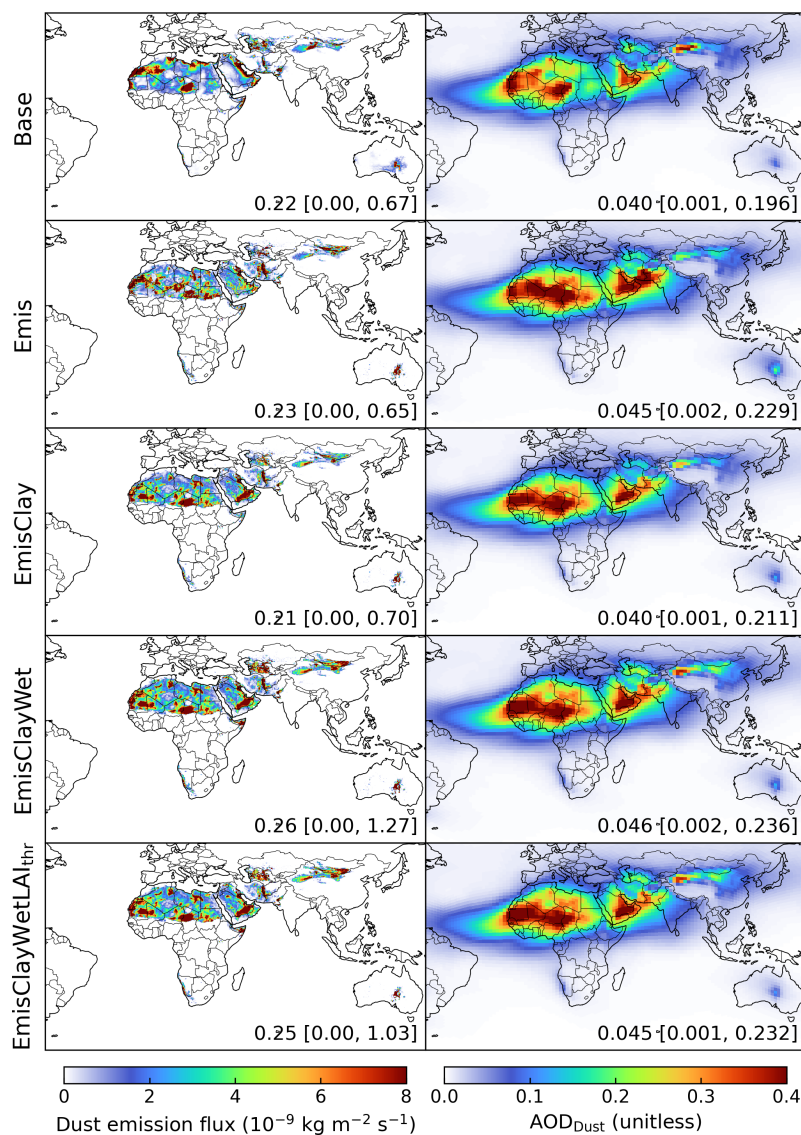 Base
0.22 [0.00, 0.67]
0.040 [0.001, 0.196]
Emis
0.23 [0.00, 0.65]
0.045 [0.002, 0.229]
EmisClay
0.21 [0.00, 0.70]
0.040 [0.001, 0.211]
EmisClayWet
0.26 [0.00, 1.27]
0.046 [0.002, 0.236]
EmisClayWetLAIthr
0.25 [0.00, 1.03]
0.045 [0.001, 0.232]
0 2 4 6 8
Dust emission flux (10⁻⁹ kg m⁻² s⁻¹)
0.0 0.1 0.2 0.3 0.4
AODDust (unitless)